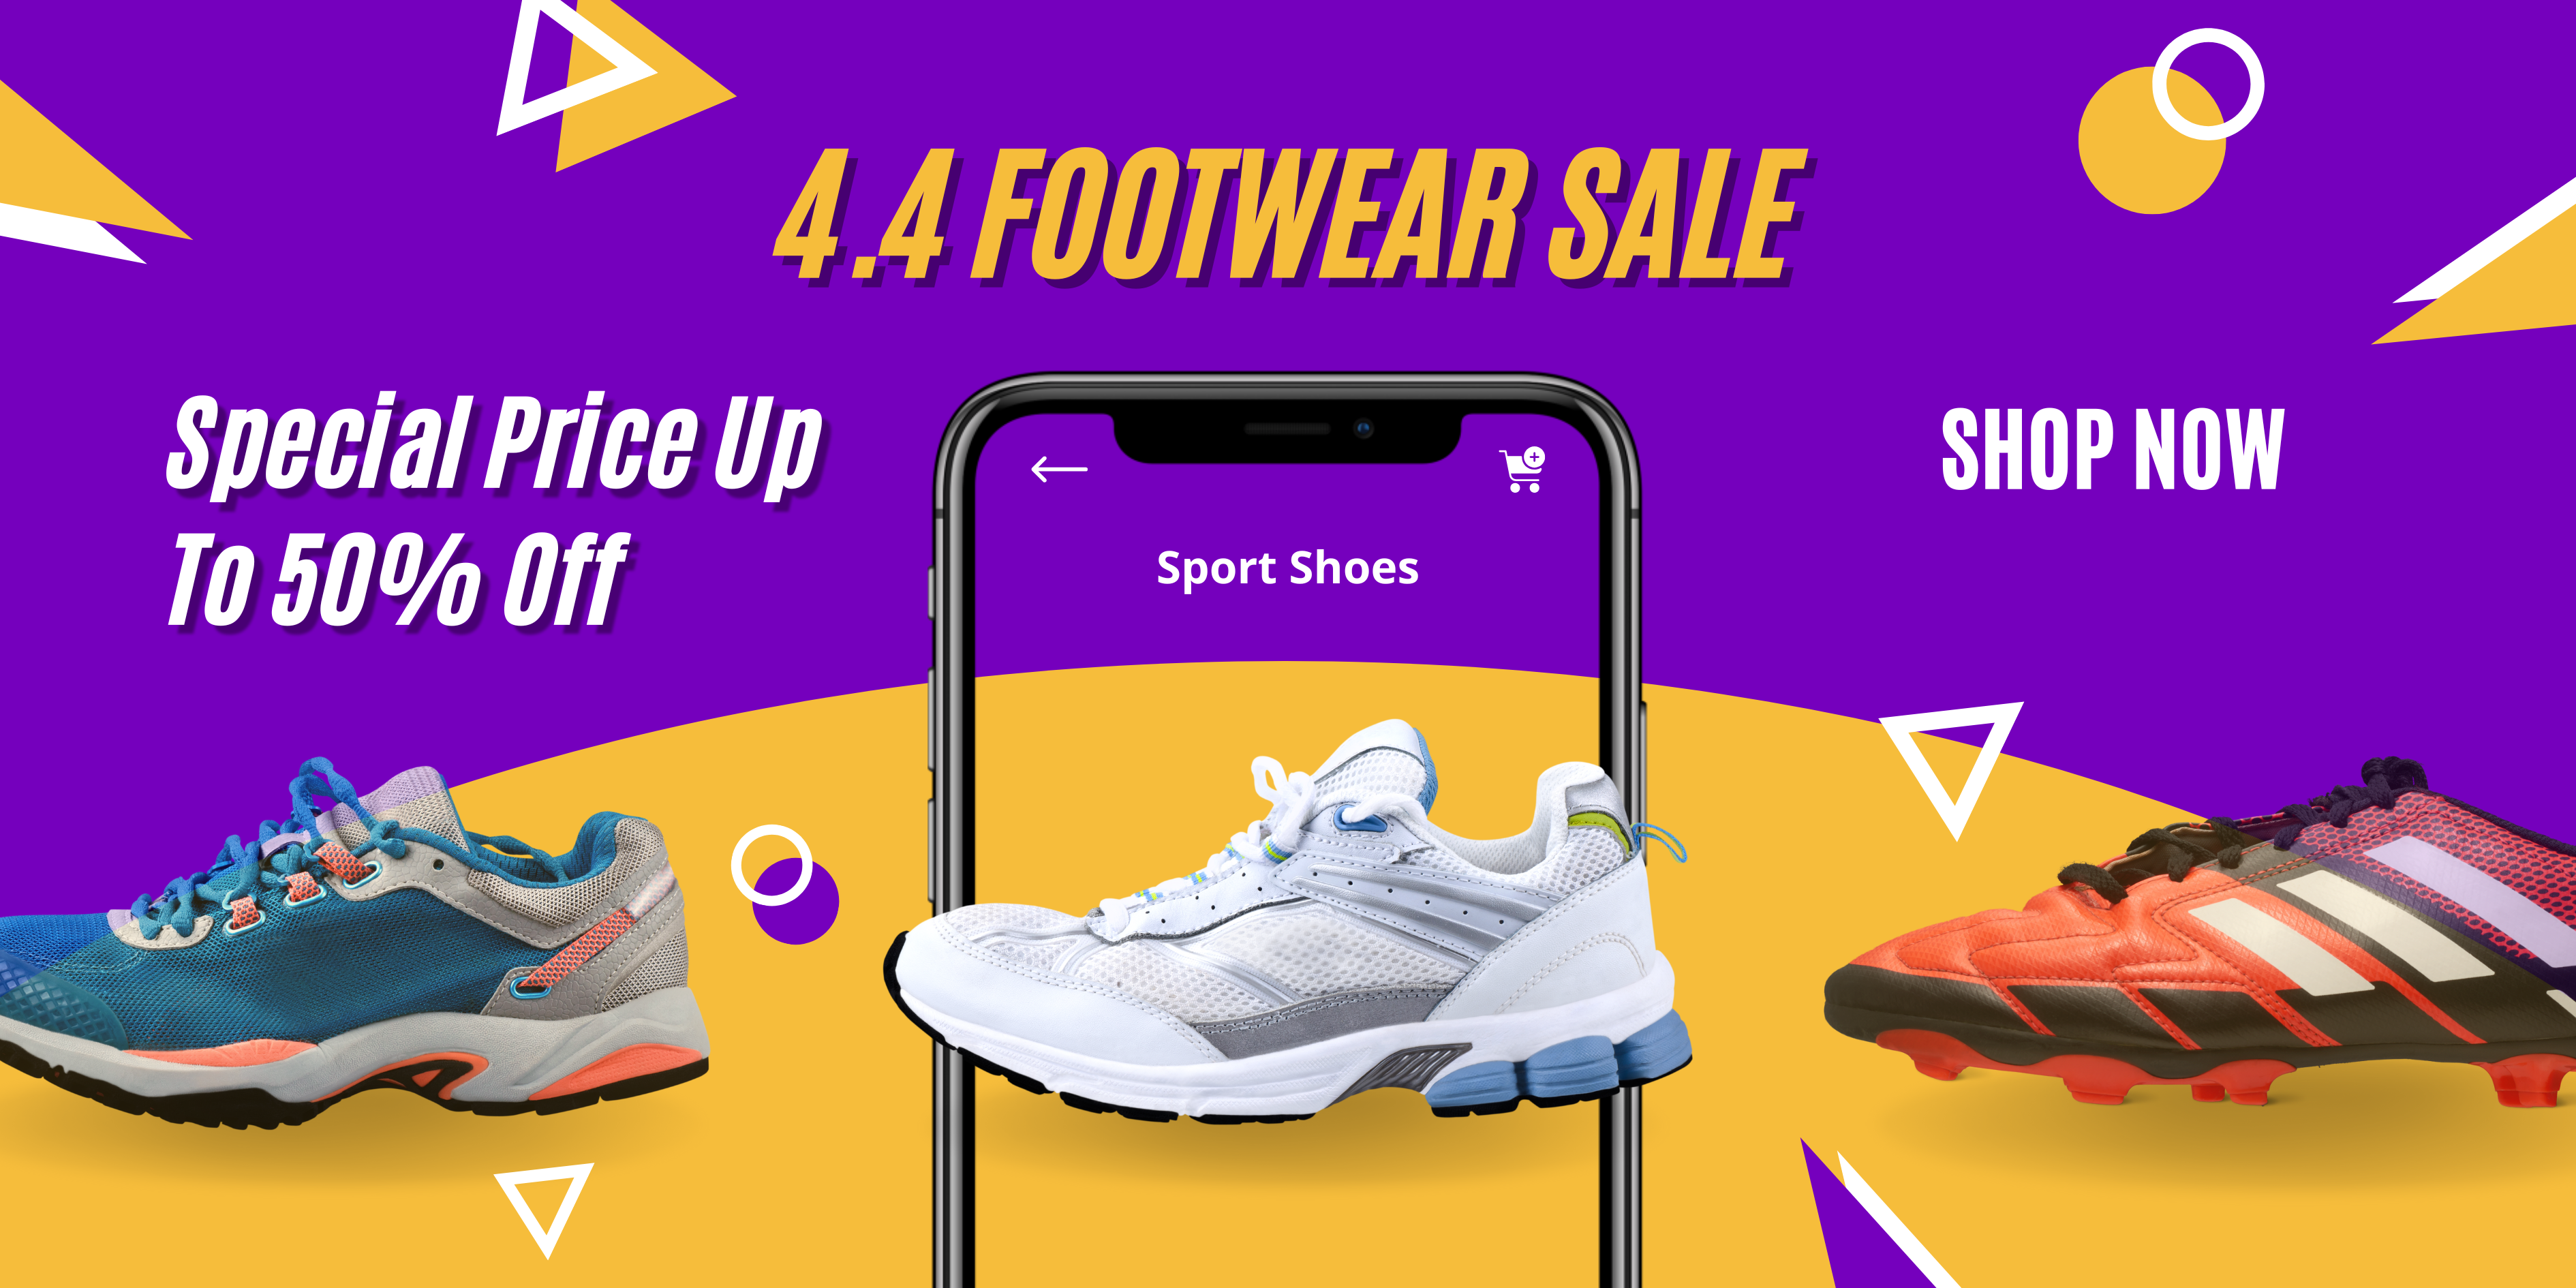 4.4 FOOTWEAR SALE
Special Price Up
To 50% Off
SHOP NOW
Sport Shoes